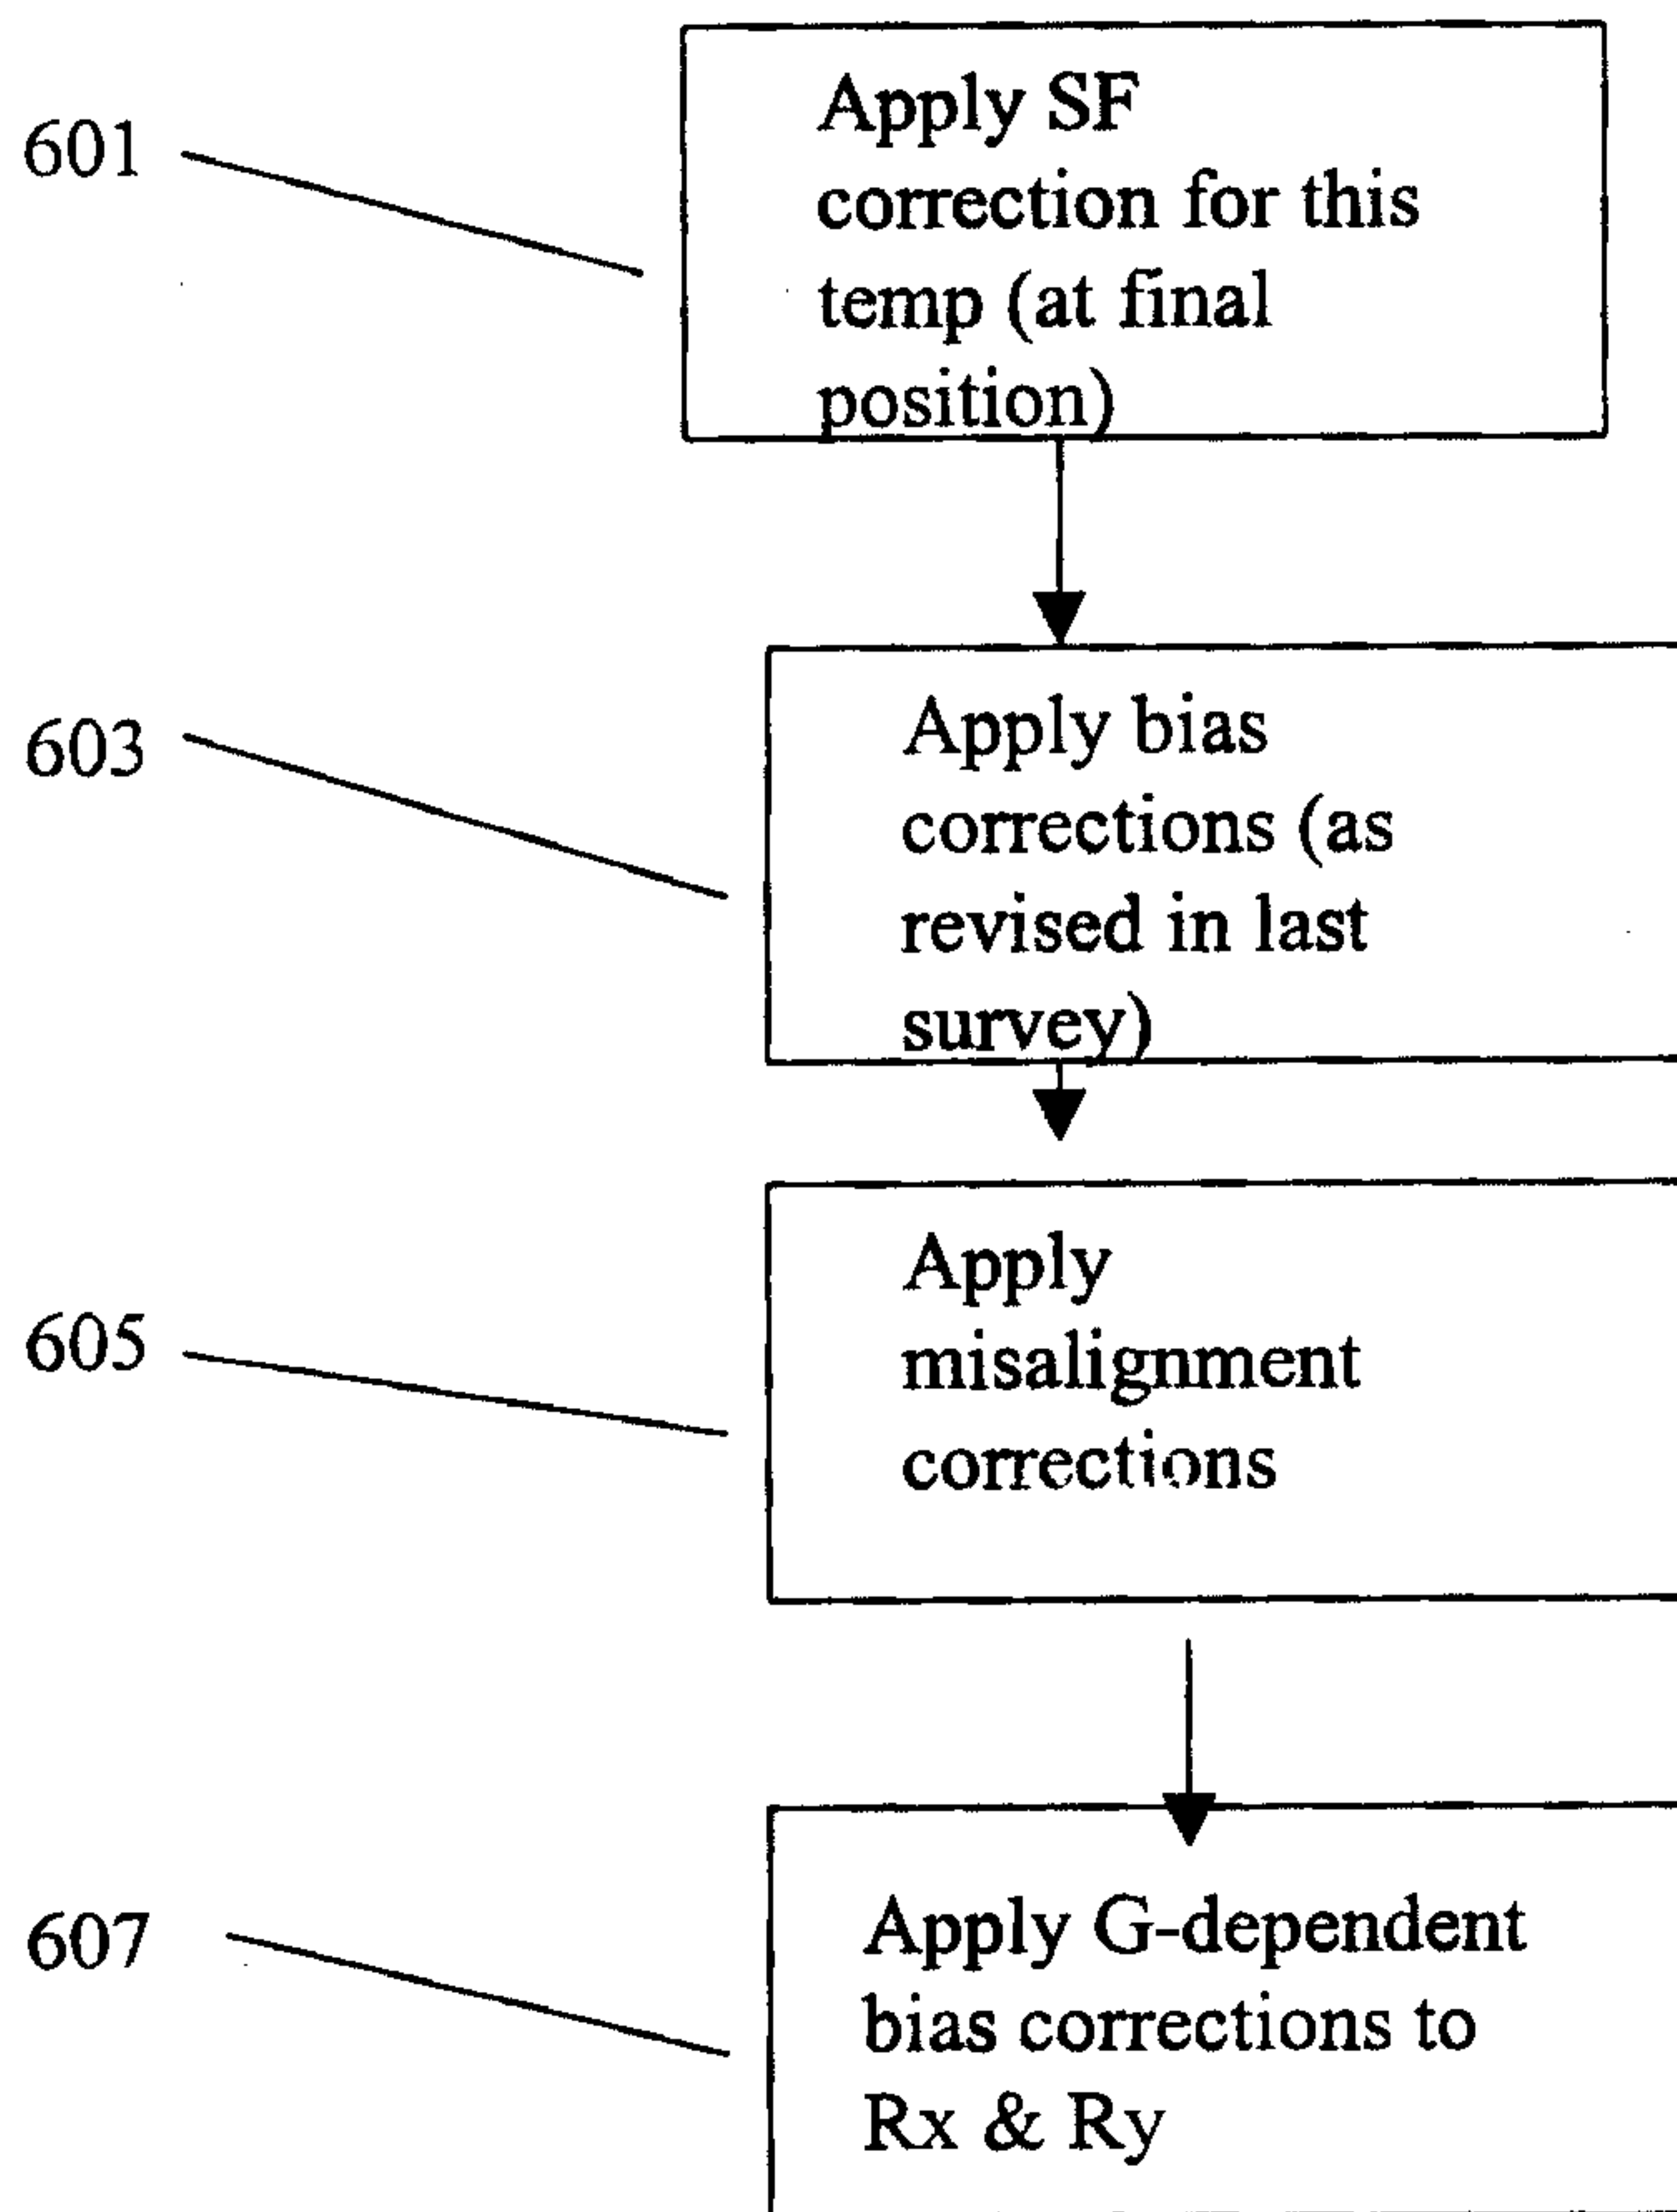 601
Apply SF
correction for this
temp (at final
position)
603
Apply bias
corrections (as
revised in last
survey)
605
Apply
misalignment
corrections
607
Apply G-dependent
bias corrections to
Rx & Ry